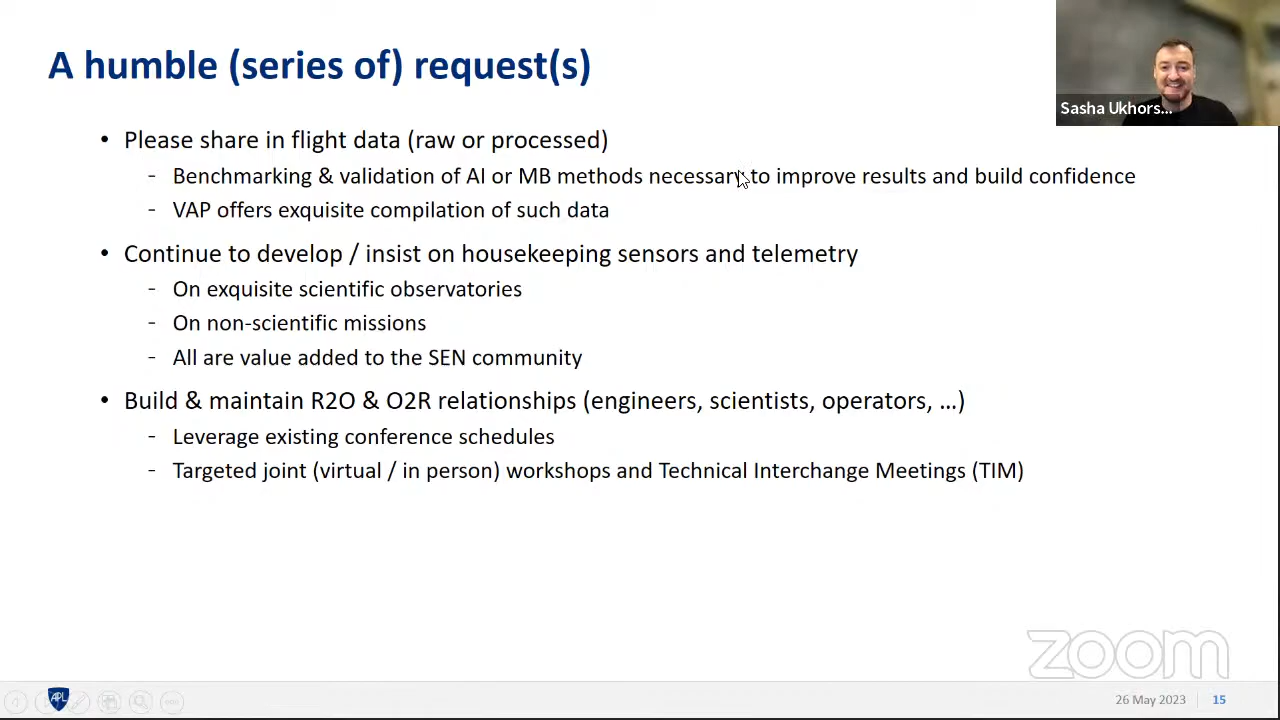 A humble (series of) request(s)
Sasha Ukhors...
• Please share in flight data (raw or processed)
- Benchmarking & validation of AI or MB methods necessary to improve results and build confidence
- VAP offers exquisite compilation of such data
• Continue to develop / insist on housekeeping sensors and telemetry
- On exquisite scientific observatories
- On non-scientific missions
- All are value added to the SEN community
• Build & maintain R2O & O2R relationships (engineers, scientists, operators, ...)
- Leverage existing conference schedules
- Targeted joint (virtual / in person) workshops and Technical Interchange Meetings (TIM)
zoom
APL
26 May 2023 15